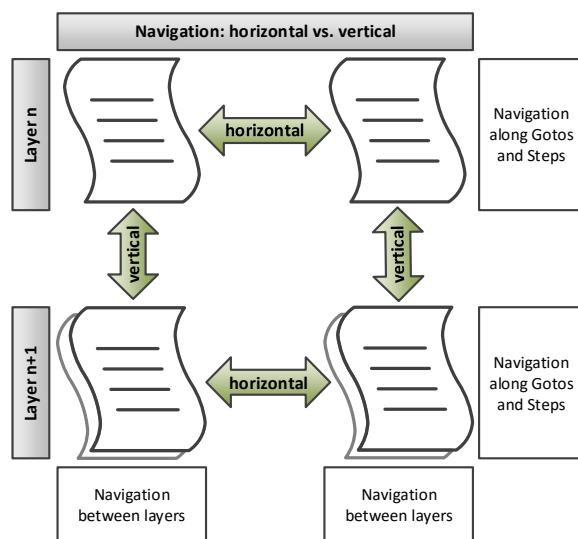 Navigation: horizontal vs. vertical
Layer n
horizontal
Navigation
along Gotos
and Steps
vertical
vertical
Layer n+1
horizontal
Navigation
along Gotos
and Steps
Navigation
between layers
Navigation
between layers